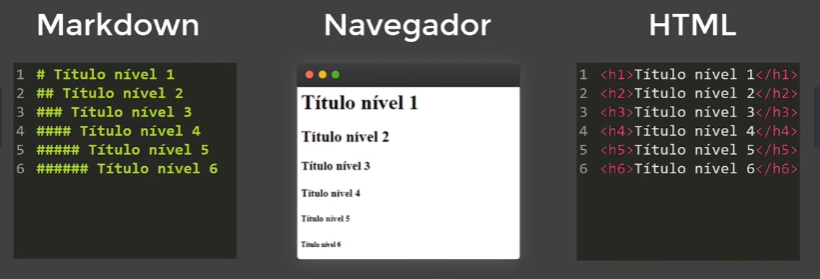 Markdown
1 # Título nível 1
2 ## Título nível 2
3 ### Título nível 3
4 #### Título nível 4
5 ##### Título nível 5
6 ###### Título nível 6
Navegador
Título nível 1
Título nível 2
Título nível 3
Título nível 4
Título nível 5
Título nível 6
HTML
1 <h1>Título nível 1</h1>
2 <h2>Título nível 2</h2>
3 <h3>Título nível 3</h3>
4 <h4>Título nível 4</h4>
5 <h5>Título nível 5</h5>
6 <h6>Título nível 6</h6>